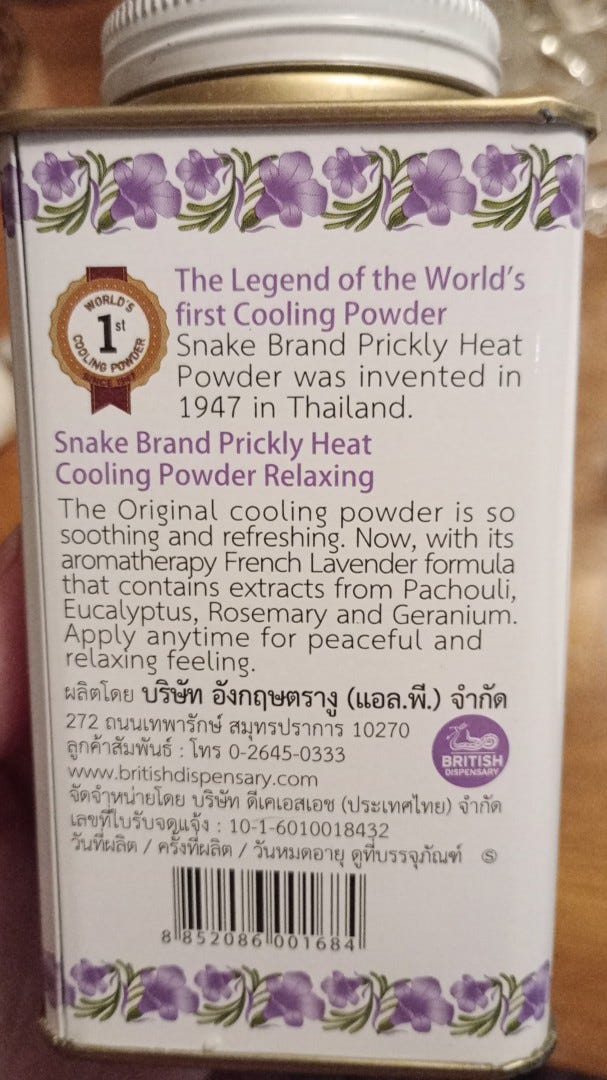 WORLD'S
1st
COOLING POWDER
SINCE 1947
The Legend of the World's
first Cooling Powder
Snake Brand Prickly Heat
Powder was invented in
1947 in Thailand.
Snake Brand Prickly Heat
Cooling Powder Relaxing
The Original cooling powder is so
soothing and refreshing. Now, with its
aromatherapy French Lavender formula
that contains extracts from Pachouli,
Eucalyptus, Rosemary and Geranium.
Apply anytime for peaceful and
relaxing feeling.
ผลิตโดย บริษัท อังกฤษตรางู (แอล.พี.) จำกัด
272 ถนนเทพารักษ์ สมุทรปราการ 10270
ลูกค้าสัมพันธ์ : โทร 0-2645-0333
www.britishdispensary.com
BRITISH
DISPENSARY
จัดจำหน่ายโดย บริษัท ดีเคเอสเอช (ประเทศไทย) จำกัด
เลขที่ใบรับจดแจ้ง : 10-1-6010018432
วันที่ผลิต / ครั้งที่ผลิต / วันหมดอายุ ดูที่บรรจุภัณฑ์ Ⓢ
8 852086 001684